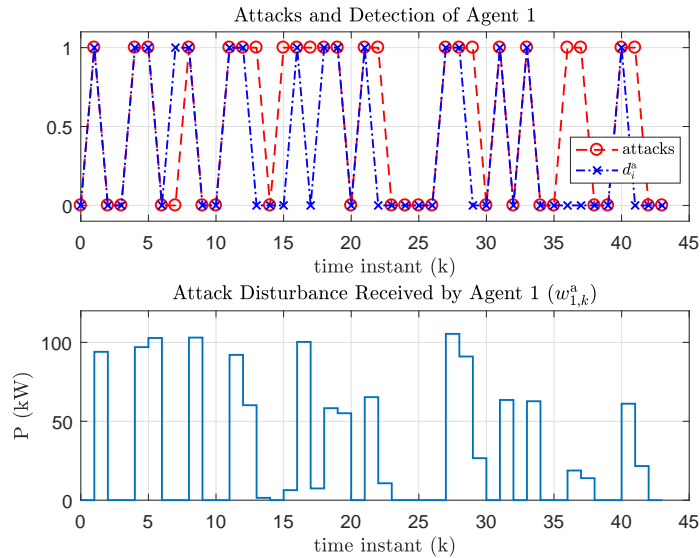 Attacks and Detection of Agent 1
1
0.5
0
attacks
d_i^a
0 5 10 15 20 25 30 35 40 45
time instant (k)
Attack Disturbance Received by Agent 1 (w_{1,k}^a)
P (kW)
100
50
0
0 5 10 15 20 25 30 35 40 45
time instant (k)